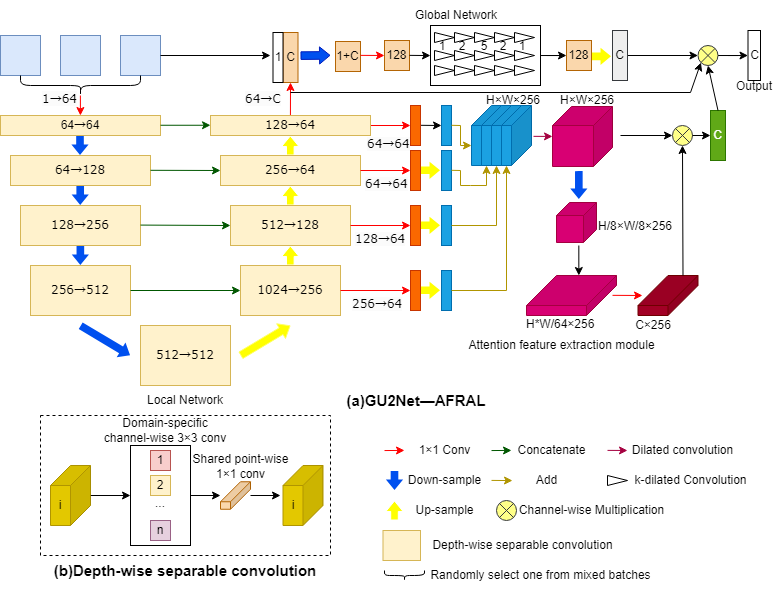 Global Network
1
C
1+C
128
1 2 5 2 1
128
C
C
Output
1→64
64→C
H×W×256
H×W×256
64→64
128→64
64→64
C
64→128
256→64
64→64
128→256
512→128
128→64
H/8×W/8×256
256→512
1024→256
256→64
H*W/64×256
C×256
512→512
Attention feature extraction module
Local Network
(a)GU2Net—AFRAL
Domain-specific
channel-wise 3×3 conv
1
2
...
n
Shared point-wise
1×1 conv
i
i
(b)Depth-wise separable convolution
1×1 Conv
Concatenate
Dilated convolution
Down-sample
Add
k-dilated Convolution
Up-sample
Channel-wise Multiplication
Depth-wise separable convolution
Randomly select one from mixed batches